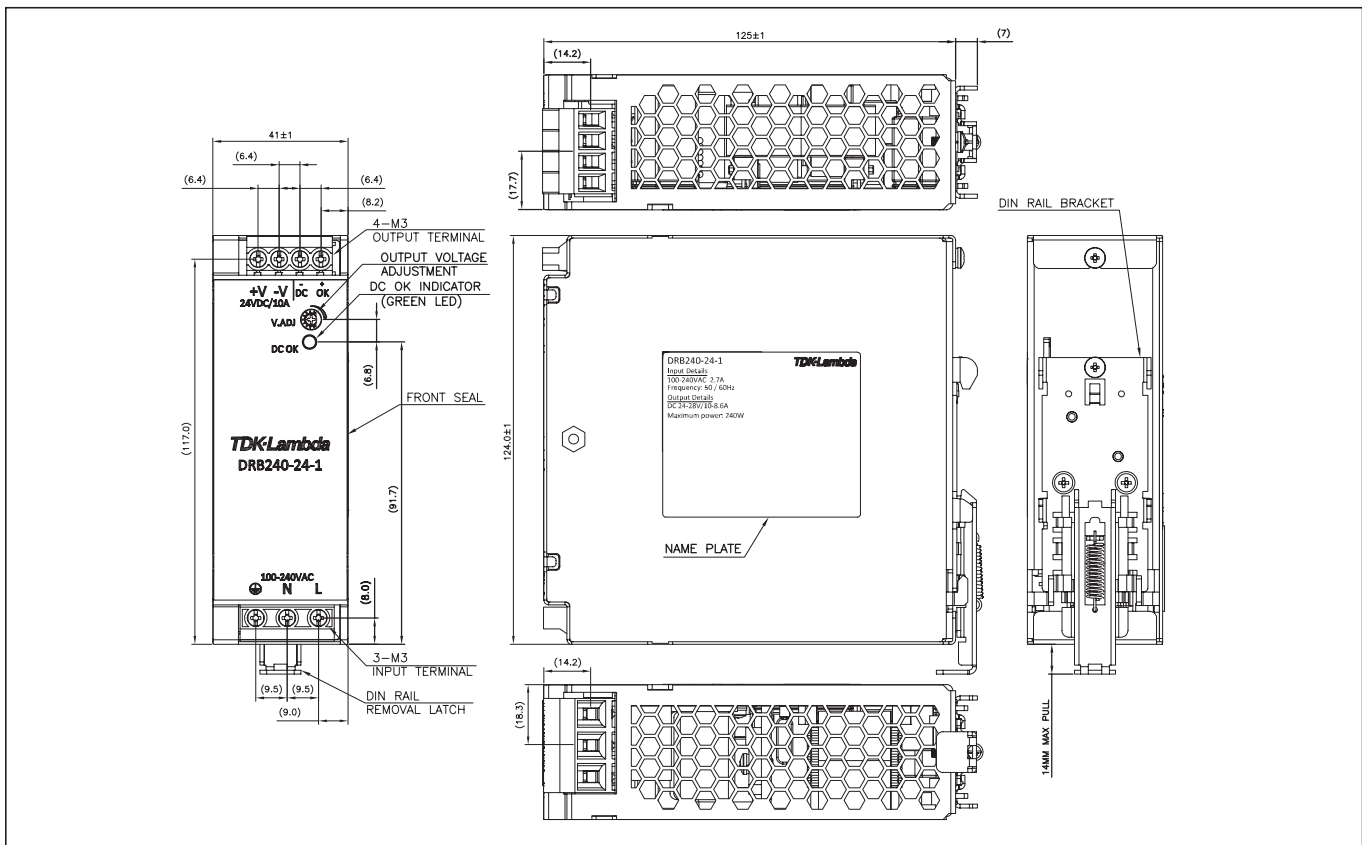 125±1
(7)
(14.2)
(17.7)
41±1
(6.4)
(6.4)
(6.4)
(8.2)
4-M3
OUTPUT TERMINAL
OUTPUT VOLTAGE
ADJUSTMENT
DC OK INDICATOR
(GREEN LED)
+V -V
- +
DC OK
24VDC/10A
V.ADJ
DC OK
(6.8)
FRONT SEAL
(117.0)
TDK-Lambda
DRB240-24-1
(91.7)
100-240VAC
N L
(8.0)
3-M3
INPUT TERMINAL
(9.5)
(9.5)
DIN RAIL
REMOVAL LATCH
(9.0)
124.0±1
DRB240-24-1
TDK-Lambda
Input Details
100-240VAC 2.7A
Frequency: 50 / 60Hz
Output Details
DC 24-28V/10-8.6A
Maximum power: 240W
NAME PLATE
DIN RAIL BRACKET
14MM MAX PULL
(14.2)
(18.3)